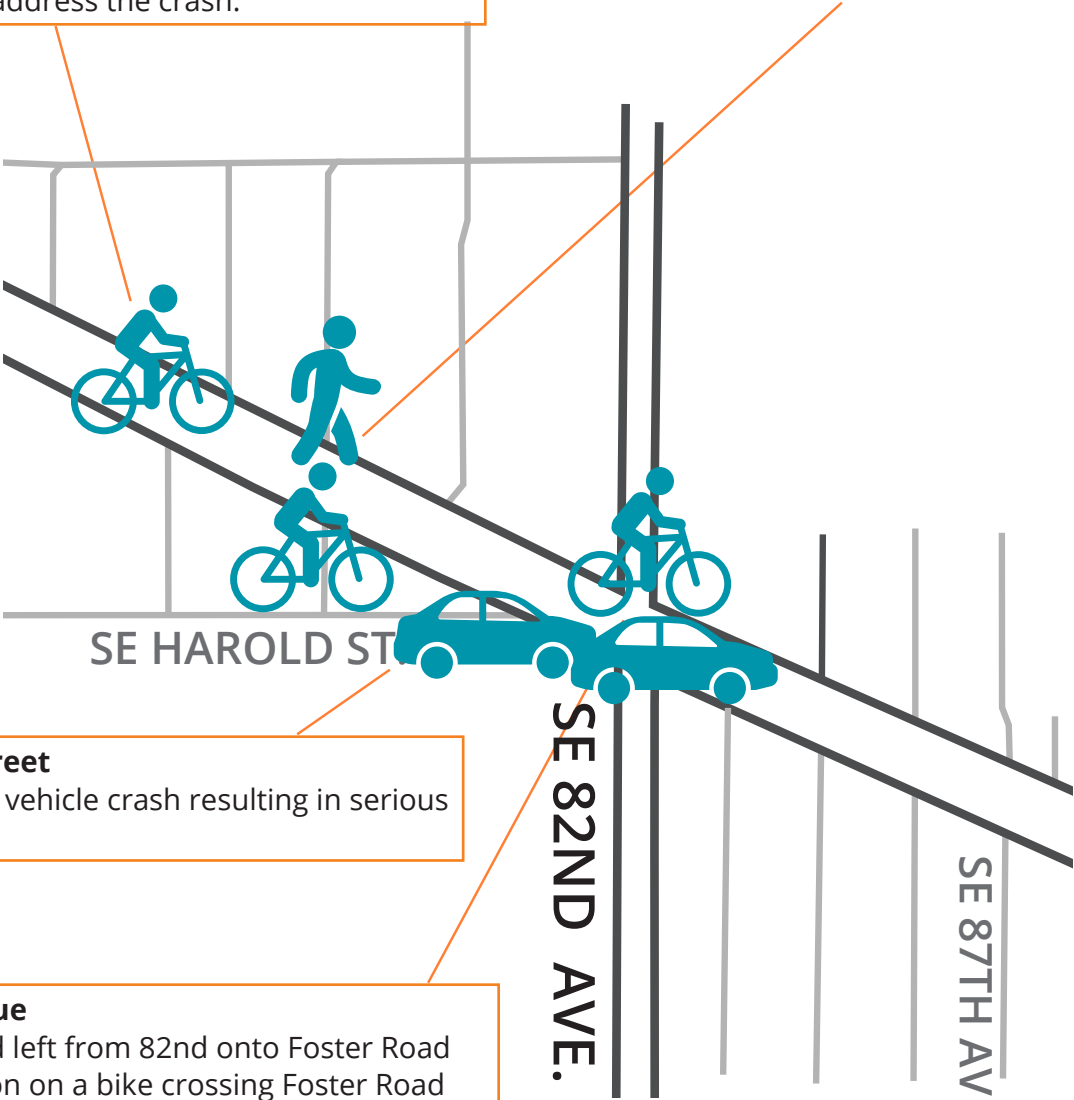 address the crash.
SE HAROLD ST.
reet
vehicle crash resulting in serious
SE 82ND AVE.
SE 87TH AV
ue
left from 82nd onto Foster Road
on on a bike crossing Foster Road